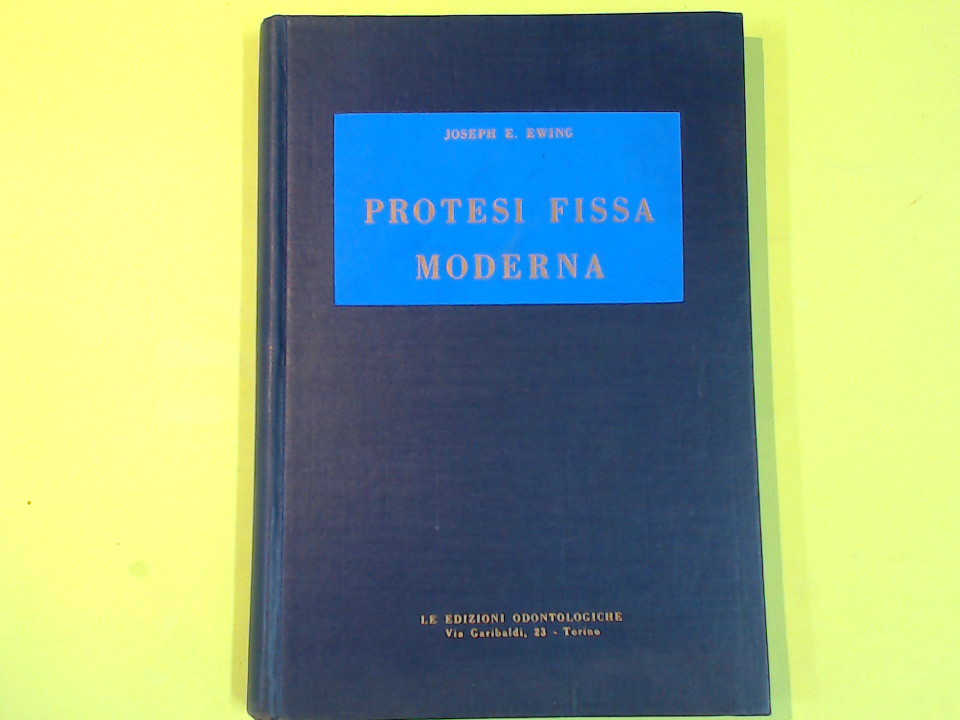 JOSEPH E. EWING
PROTESI FISSA
MODERNA
LE EDIZIONI ODONTOLOGICHE
Via Garibaldi, 23 - Torino